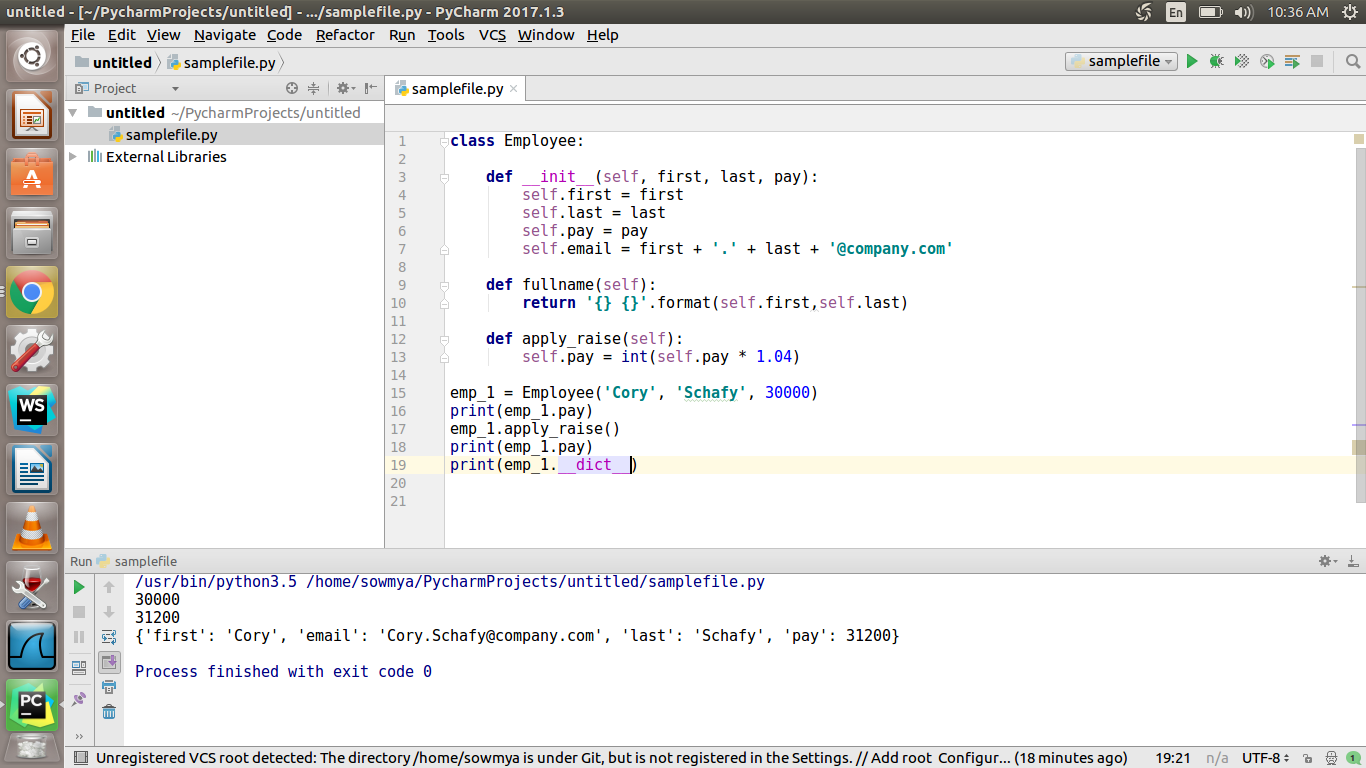 untitled - [~/PycharmProjects/untitled] - .../samplefile.py - PyCharm 2017.1.3
En
10:36 AM
File Edit View Navigate Code Refactor Run Tools VCS Window Help
untitled samplefile.py
samplefile
Project
samplefile.py
untitled ~/PycharmProjects/untitled
samplefile.py
External Libraries
1 class Employee:
2
3     def __init__(self, first, last, pay):
4         self.first = first
5         self.last = last
6         self.pay = pay
7         self.email = first + '.' + last + '@company.com'
8
9     def fullname(self):
10         return '{} {}'.format(self.first,self.last)
11
12     def apply_raise(self):
13         self.pay = int(self.pay * 1.04)
14
15 emp_1 = Employee('Cory', 'Schafy', 30000)
16 print(emp_1.pay)
17 emp_1.apply_raise()
18 print(emp_1.pay)
19 print(emp_1.__dict__)
20
21
WS
PC
Run samplefile
/usr/bin/python3.5 /home/sowmya/PycharmProjects/untitled/samplefile.py
30000
31200
{'first': 'Cory', 'email': 'Cory.Schafy@company.com', 'last': 'Schafy', 'pay': 31200}
Process finished with exit code 0
Unregistered VCS root detected: The directory /home/sowmya is under Git, but is not registered in the Settings. // Add root  Configur... (18 minutes ago)
19:21 n/a UTF-8 1